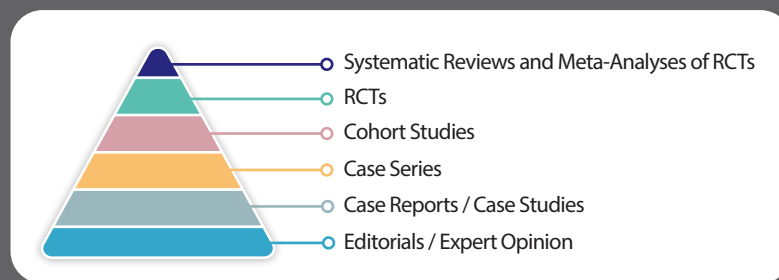 Systematic Reviews and Meta-Analyses of RCTs
RCTs
Cohort Studies
Case Series
Case Reports / Case Studies
Editorials / Expert Opinion